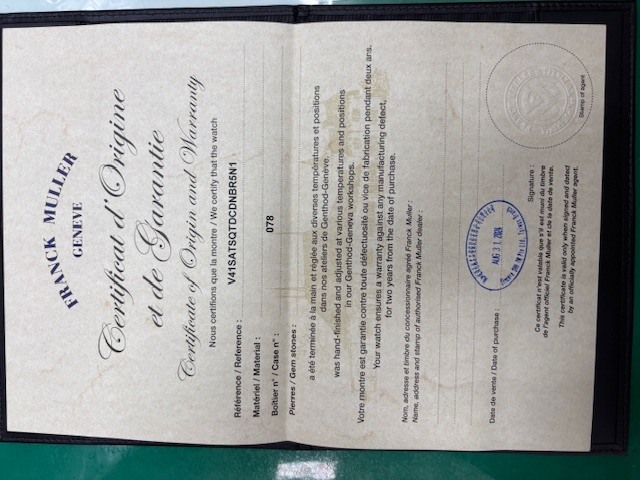 FRANCK MULLER
GENEVE
Certificat d'Origine
et de Garantie
Certificate of Origin and Warranty
Nous certifions que la montre / We certify that the watch
Référence / Reference : V41SATSQTDCDNBR5N1
Matériel / Material :
Boîtier n° / Case n° : 078
Pierres / Gem stones :
a été terminée à la main et réglée aux diverses températures et positions
dans nos ateliers de Genthod-Genève.
was hand-finished and adjusted at various temperatures and positions
in our Genthod-Geneva workshops.
Votre montre est garantie contre toute défectuosité ou vice de fabrication pendant deux ans.
Your watch ensures a warranty against any manufacturing defect,
for two years from the date of purchase.
Nom, adresse et timbre du concessionnaire agréé Franck Muller :
Name, address and stamp of authorised Franck Muller dealer :
Date de vente / Date of purchase :
AUG 31
Signature :
Ce certificat n'est valable que s'il est muni du timbre
de l'agent officiel Franck Muller et de la date de vente.
This certificate is valid only when signed and dated
by an officially appointed Franck Muller agent.
Stamp of agent